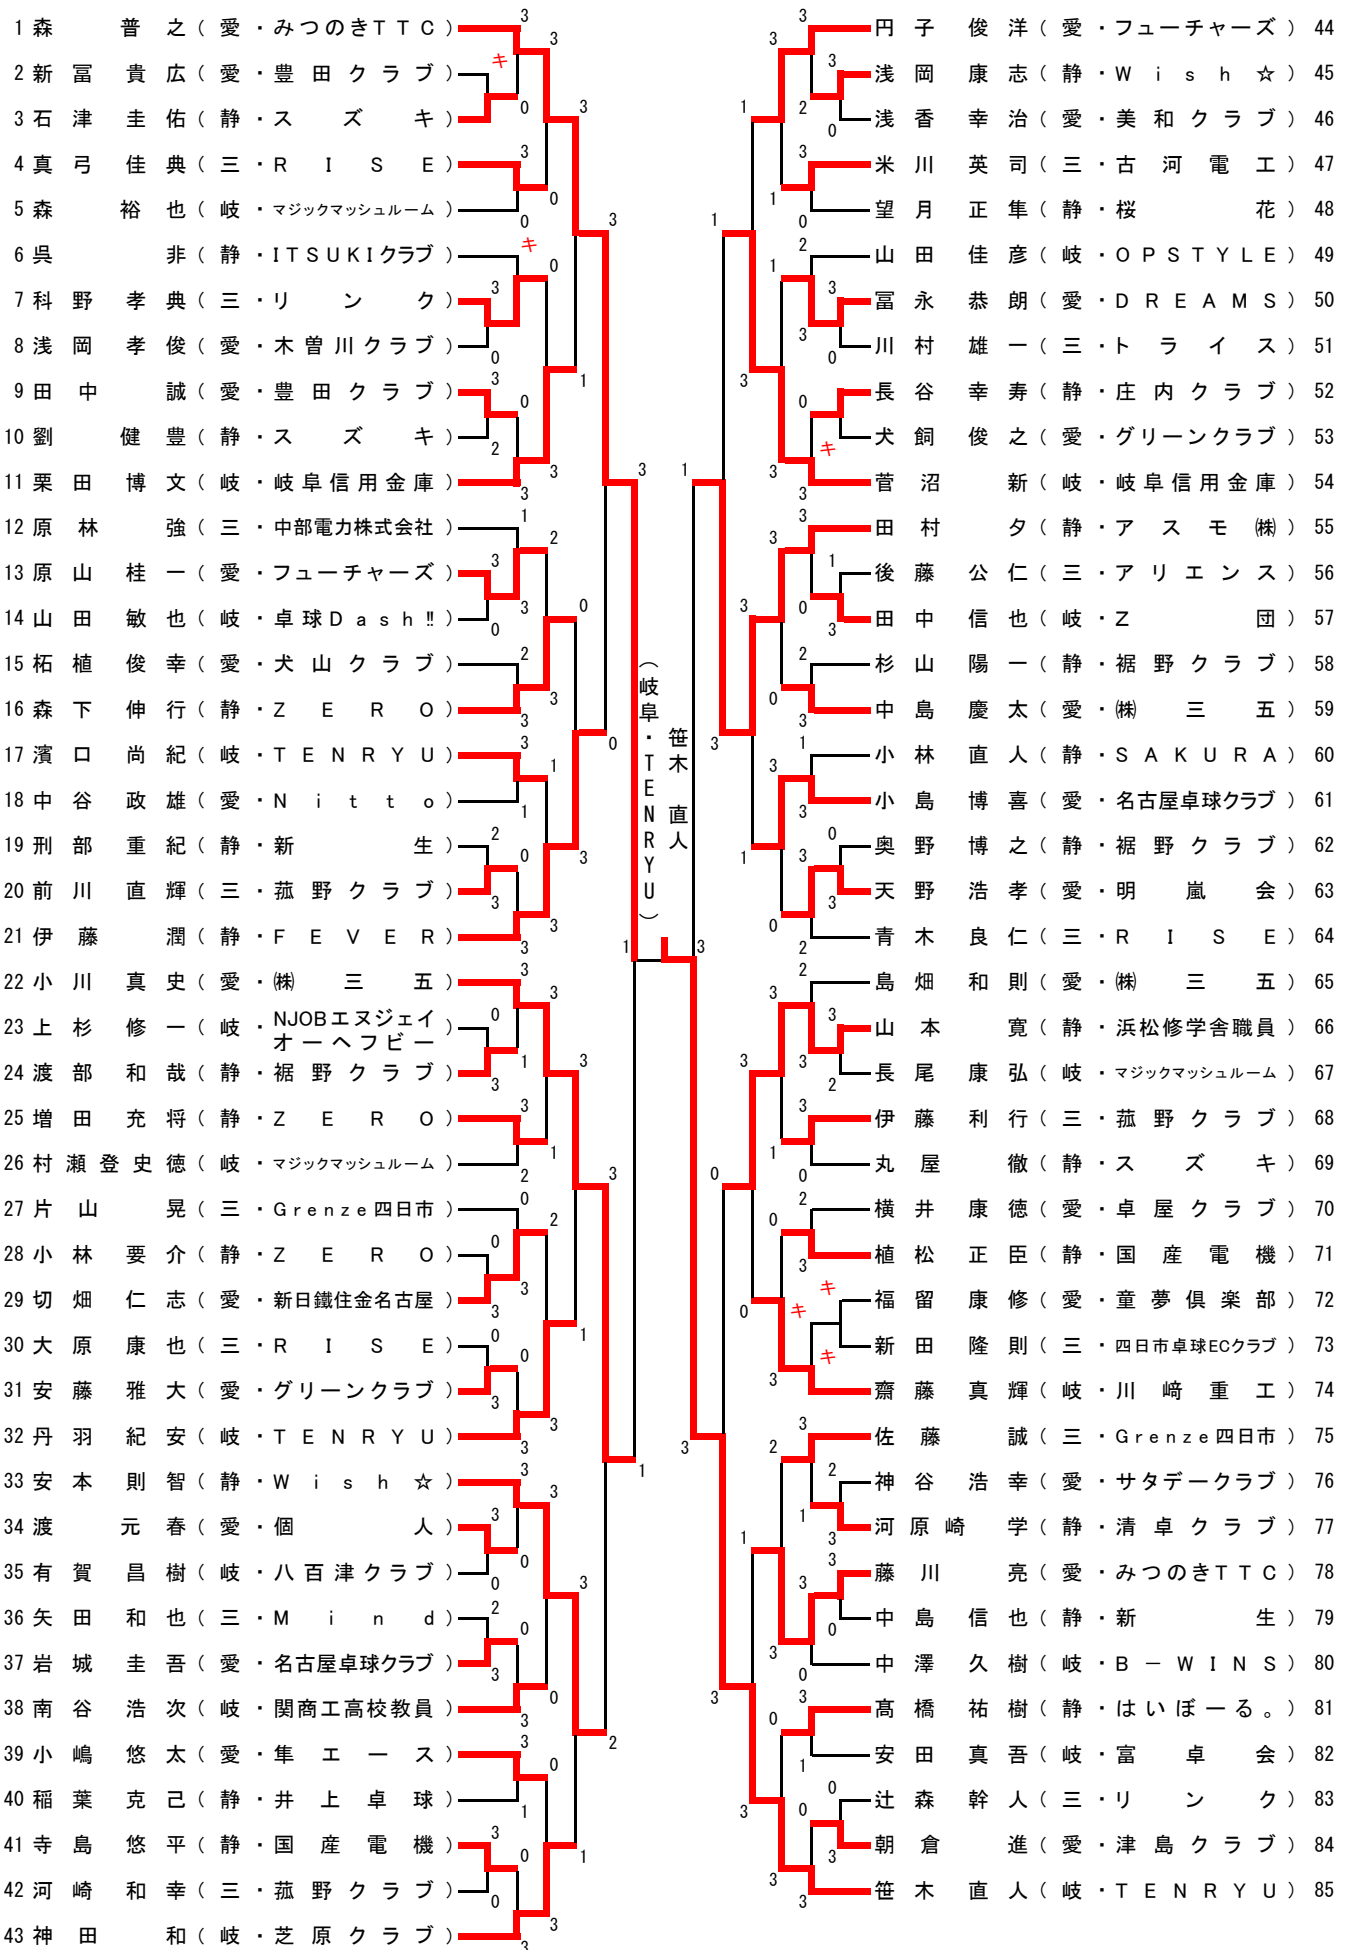 1 森 普之(愛・みつのきTTC)
2 新冨貴広(愛・豊田クラブ)
3 石津圭佑(静・スズキ)
4 真弓佳典(三・RISE)
5 森 裕也(岐・マジックマッシュルーム)
6 呉 非(静・ITSUKIクラブ)
7 科野孝典(三・リンク)
8 浅岡孝俊(愛・木曽川クラブ)
9 田中 誠(愛・豊田クラブ)
10 劉 健豊(静・スズキ)
11 栗田博文(岐・岐阜信用金庫)
12 原林 強(三・中部電力株式会社)
13 原山桂一(愛・フューチャーズ)
14 山田敏也(岐・卓球Dash‼)
15 柘植俊幸(愛・犬山クラブ)
16 森下伸行(静・ZERO)
17 濱口尚紀(岐・TENRYU)
18 中谷政雄(愛・Nitto)
19 刑部重紀(静・新生)
20 前川直輝(三・菰野クラブ)
21 伊藤 潤(静・FEVER)
22 小川真史(愛・㈱三五)
23 上杉修一(岐・NJOBエヌジェイオーヘフビー)
24 渡部和哉(静・裾野クラブ)
25 増田充将(静・ZERO)
26 村瀬登史徳(岐・マジックマッシュルーム)
27 片山 晃(三・Grenze四日市)
28 小林要介(静・ZERO)
29 切畑仁志(愛・新日鐵住金名古屋)
30 大原康也(三・RISE)
31 安藤雅大(愛・グリーンクラブ)
32 丹羽紀安(岐・TENRYU)
33 安本則智(静・Wish☆)
34 渡 元春(愛・個人)
35 有賀昌樹(岐・八百津クラブ)
36 矢田和也(三・Mind)
37 岩城圭吾(愛・名古屋卓球クラブ)
38 南谷浩次(岐・関商工高校教員)
39 小嶋悠太(愛・隼エース)
40 稲葉克己(静・井上卓球)
41 寺島悠平(静・国産電機)
42 河崎和幸(三・菰野クラブ)
43 神田 和(岐・芝原クラブ)
笹木直人
(岐阜・TENRYU)
円子俊洋(愛・フューチャーズ) 44
浅岡康志(静・Wish☆) 45
浅香幸治(愛・美和クラブ) 46
米川英司(三・古河電工) 47
望月正隼(静・桜花) 48
山田佳彦(岐・OPSTYLE) 49
冨永恭朗(愛・DREAMS) 50
川村雄一(三・トライス) 51
長谷幸寿(静・庄内クラブ) 52
犬飼俊之(愛・グリーンクラブ) 53
菅沼 新(岐・岐阜信用金庫) 54
田村 夕(静・アスモ㈱) 55
後藤公仁(三・アリエンス) 56
田中信也(岐・Z団) 57
杉山陽一(静・裾野クラブ) 58
中島慶太(愛・㈱三五) 59
小林直人(静・SAKURA) 60
小島博喜(愛・名古屋卓球クラブ) 61
奥野博之(静・裾野クラブ) 62
天野浩孝(愛・明嵐会) 63
青木良仁(三・RISE) 64
島畑和則(愛・㈱三五) 65
山本 寛(静・浜松修学舎職員) 66
長尾康弘(岐・マジックマッシュルーム) 67
伊藤利行(三・菰野クラブ) 68
丸屋 徹(静・スズキ) 69
横井康徳(愛・卓屋クラブ) 70
植松正臣(静・国産電機) 71
福留康修(愛・童夢倶楽部) 72
新田隆則(三・四日市卓球ECクラブ) 73
齋藤真輝(岐・川﨑重工) 74
佐藤 誠(三・Grenze四日市) 75
神谷浩幸(愛・サタデークラブ) 76
河原崎 学(静・清卓クラブ) 77
藤川 亮(愛・みつのきTTC) 78
中島信也(静・新生) 79
中澤久樹(岐・B-WINS) 80
髙橋祐樹(静・はいぼーる。) 81
安田真吾(岐・富卓会) 82
辻森幹人(三・リンク) 83
朝倉 進(愛・津島クラブ) 84
笹木直人(岐・TENRYU) 85